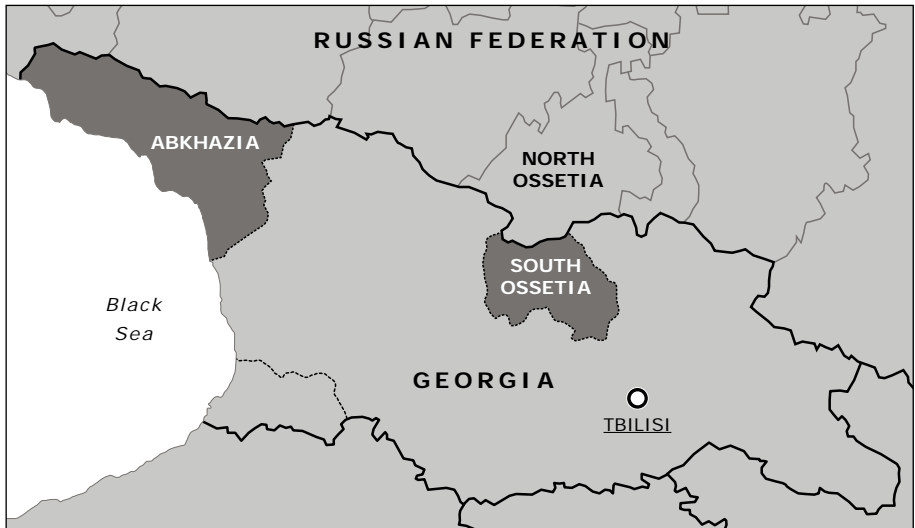 RUSSIAN FEDERATION
ABKHAZIA
NORTH
OSSETIA
SOUTH
OSSETIA
Black
Sea
GEORGIA
TBILISI